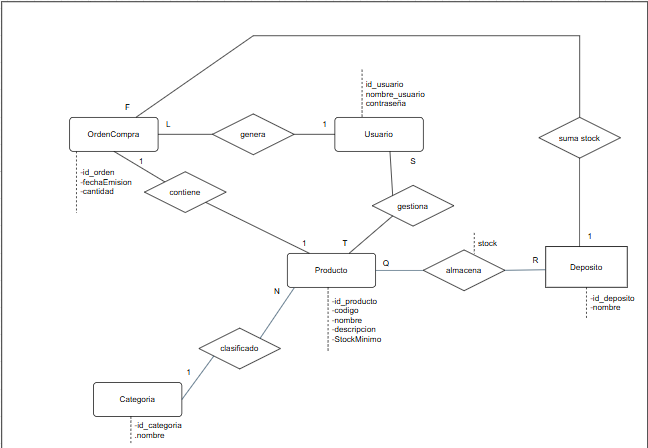 id_usuario
nombre_usuario
contraseña
F
OrdenCompra
L
genera
1
Usuario
suma stock
-id_orden
-fechaEmision
-cantidad
1
contiene
S
gestiona
1
T
1
stock
Producto
Q
almacena
R
Deposito
N
-id_producto
-codigo
-nombre
-descripcion
-StockMinimo
-id_deposito
-nombre
clasificado
1
Categoria
-id_categoria
.nombre